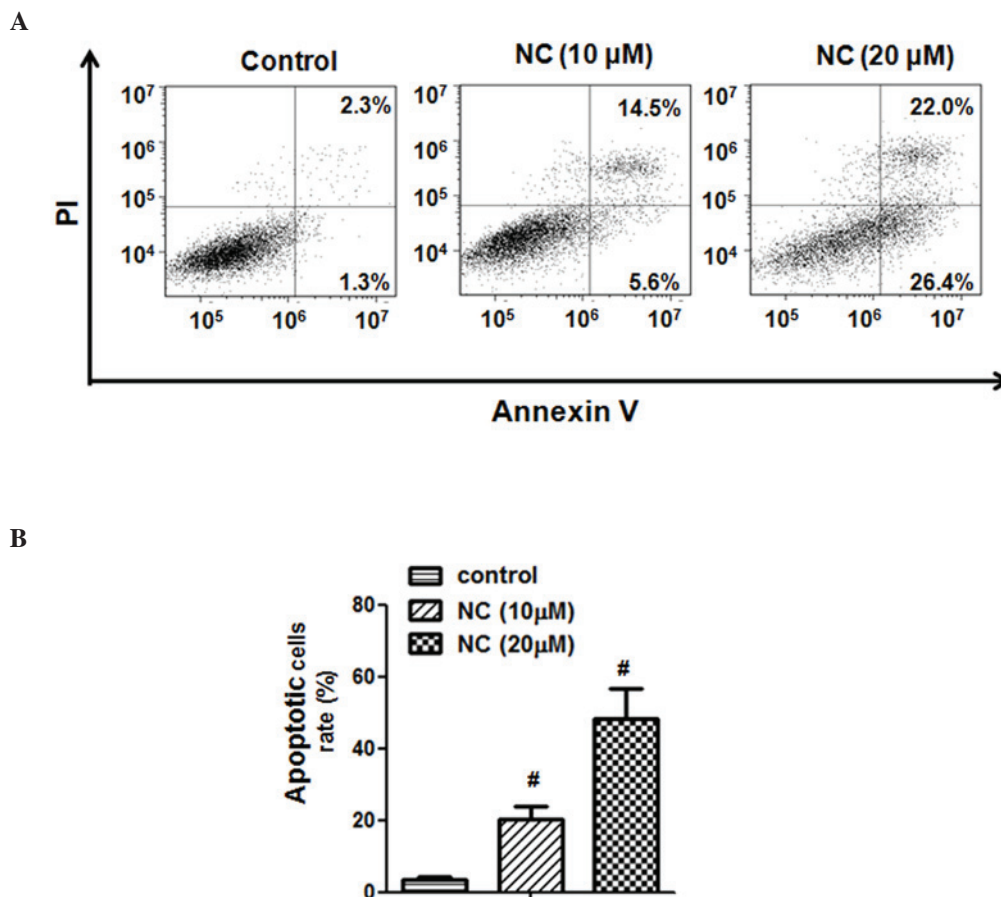 A
Control
NC (10 µM)
NC (20 µM)
10⁷
10⁶
10⁵
10⁴
2.3%
1.3%
10⁵ 10⁶ 10⁷
10⁷
10⁶
10⁵
10⁴
14.5%
5.6%
10⁵ 10⁶ 10⁷
10⁷
10⁶
10⁵
10⁴
22.0%
26.4%
10⁵ 10⁶ 10⁷
PI
Annexin V
B
control
NC (10µM)
NC (20µM)
Apoptotic cells
rate (%)
80
60
40
20
0
#
#